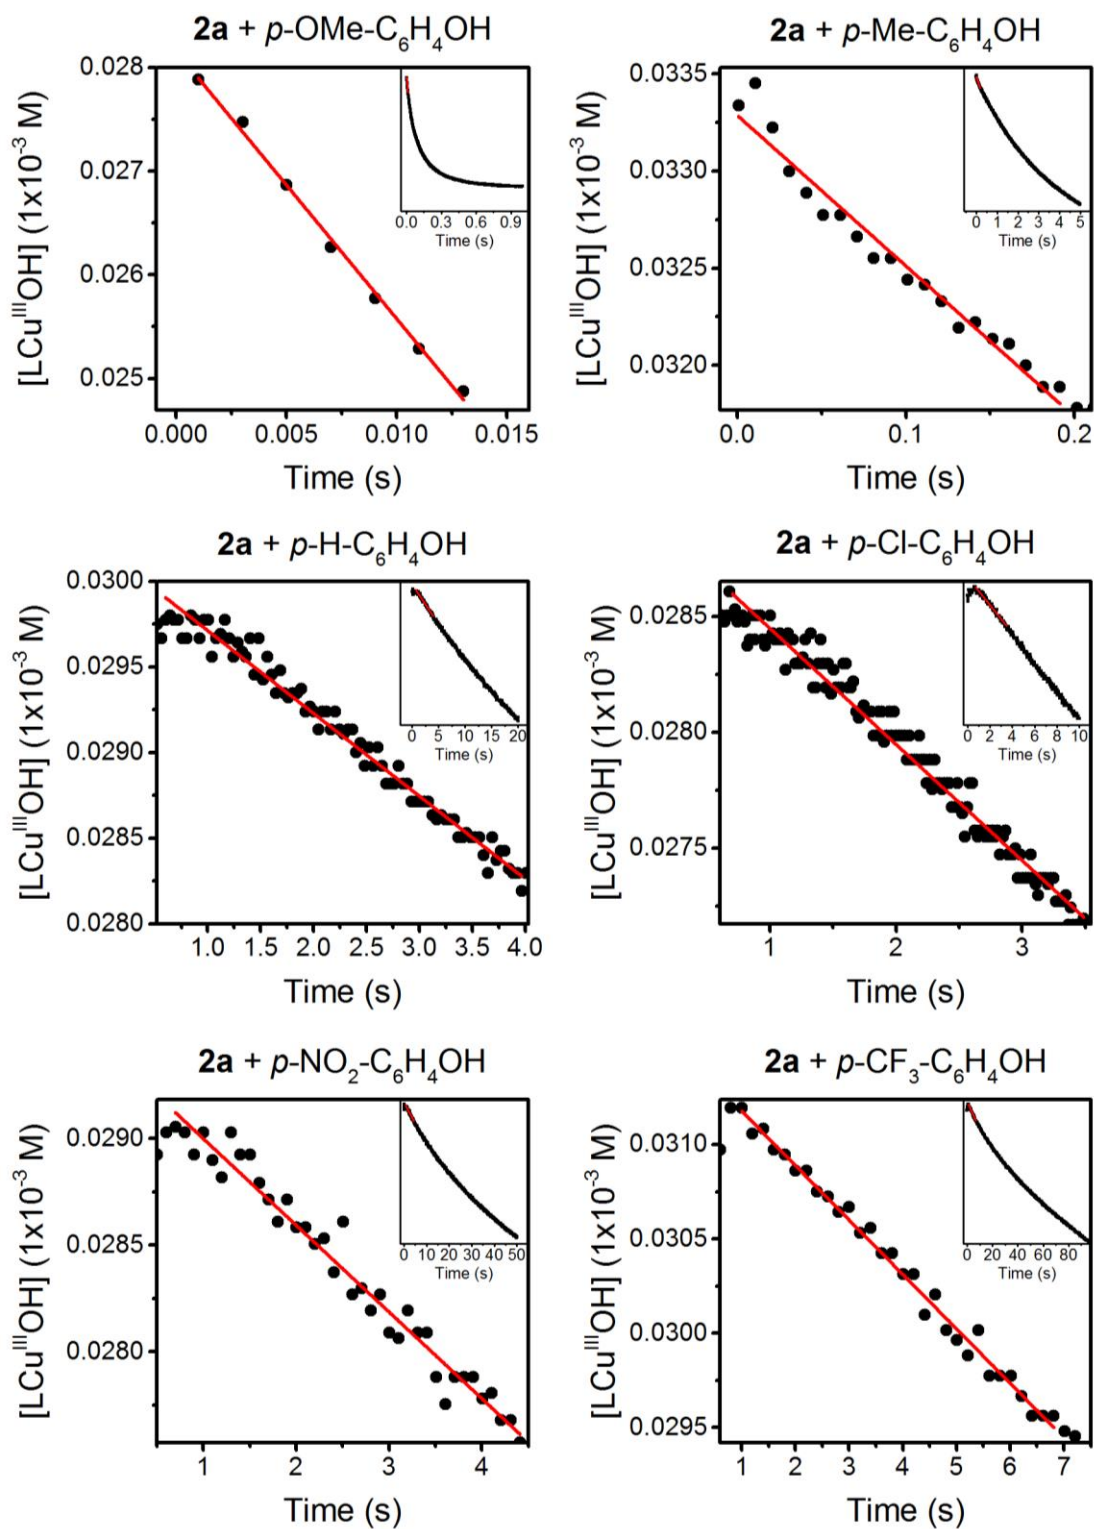 2a + p-OMe-C₆H₄OH
2a + p-Me-C₆H₄OH
[LCuᴵᴵᴵOH] (1x10⁻³ M)
0.028
0.027
0.026
0.025
0.000 0.005 0.010 0.015
Time (s)
0.0 0.3 0.6 0.9
Time (s)
[LCuᴵᴵᴵOH] (1x10⁻³ M)
0.0335
0.0330
0.0325
0.0320
0.0 0.1 0.2
Time (s)
0 1 2 3 4 5
Time (s)
2a + p-H-C₆H₄OH
2a + p-Cl-C₆H₄OH
[LCuᴵᴵᴵOH] (1x10⁻³ M)
0.0300
0.0295
0.0290
0.0285
0.0280
1.0 1.5 2.0 2.5 3.0 3.5 4.0
Time (s)
0 5 10 15 20
Time (s)
[LCuᴵᴵᴵOH] (1x10⁻³ M)
0.0285
0.0280
0.0275
1 2 3
Time (s)
0 2 4 6 8 10
Time (s)
2a + p-NO₂-C₆H₄OH
2a + p-CF₃-C₆H₄OH
[LCuᴵᴵᴵOH] (1x10⁻³ M)
0.0290
0.0285
0.0280
1 2 3 4
Time (s)
0 10 20 30 40 50
Time (s)
[LCuᴵᴵᴵOH] (1x10⁻³ M)
0.0310
0.0305
0.0300
0.0295
1 2 3 4 5 6 7
Time (s)
0 20 40 60 80
Time (s)